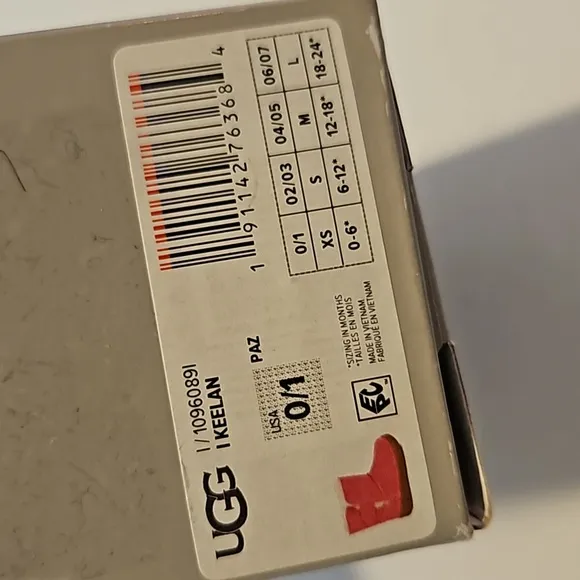 UGG
I/1096089I
I KEELAN
USA
0/1
PAZ
1 91142 76368 4
0/1 02/03 04/05 06/07
XS S M L
0-6* 6-12* 12-18* 18-24*
*SIZING IN MONTHS
*TAILLES EN MOIS
MADE IN VIETNAM
FABRIQUÉ EN VIETNAM